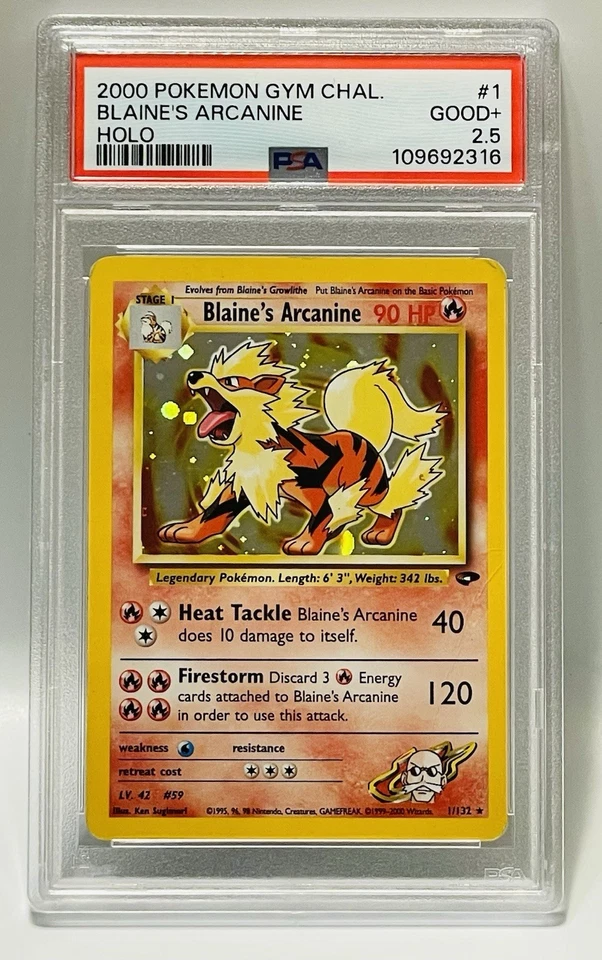 2000 POKEMON GYM CHAL. #1
BLAINE'S ARCANINE GOOD+
HOLO 2.5
PSA 109692316
Evolves from Blaine's Growlithe Put Blaine's Arcanine on the Basic Pokémon
STAGE 1
Blaine's Arcanine 90 HP
Legendary Pokémon. Length: 6' 3", Weight: 342 lbs.
Heat Tackle Blaine's Arcanine
does 10 damage to itself.
40
Firestorm Discard 3 Energy
cards attached to Blaine's Arcanine
in order to use this attack.
120
weakness resistance
retreat cost
LV. 42 #59
Illus. Ken Sugimori ©1995, 96, 98 Nintendo, Creatures, GAMEFREAK. ©1999-2000 Wizards. 1/132 ★
PSA